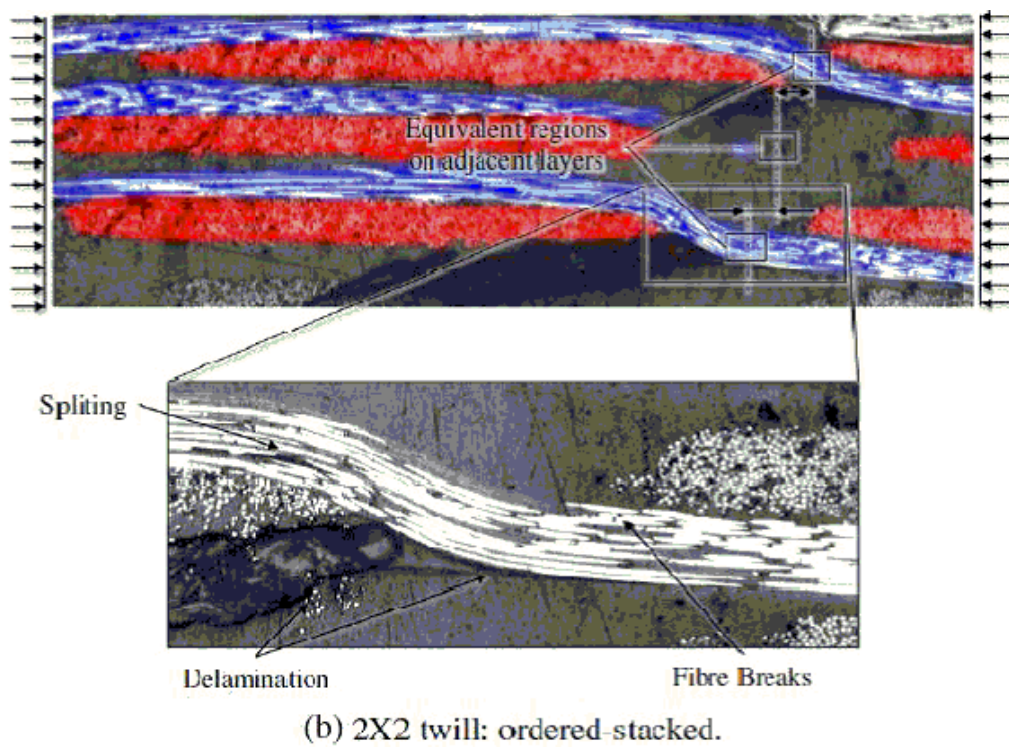 Equivalent regions
on adjacent layers
Spliting
Delamination
Fibre Breaks
(b) 2X2 twill: ordered-stacked.